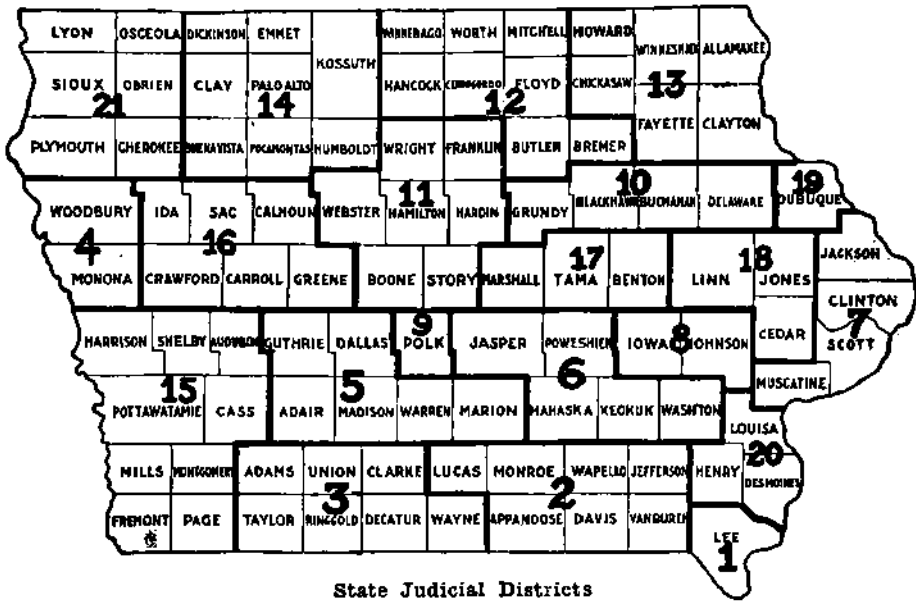 LYON OSCEOLA DICKINSON EMMET WINNEBAGO WORTH MITCHELL HOWARD
KOSSUTH WINNESHIEK ALLAMAKEE
SIOUX OBRIEN CLAY PALO ALTO HANCOCK FLOYD CHICKASAW 13
21 14 12
PLYMOUTH CHEROKEE BUENAVISTA POCAHONTAS HUMBOLDT WRIGHT FRANKLIN BUTLER BREMER FAYETTE CLAYTON
10 19
WOODBURY IDA SAC CALHOUN WEBSTER 11 HAMILTON HARDIN GRUNDY BLACKHAWK BUCHANAN DELAWARE DUBUQUE
4 16 17 18 JACKSON
MONONA CRAWFORD CARROLL GREENE BOONE STORY MARSHALL TAMA BENTON LINN JONES
CLINTON
9 7
HARRISON SHELBY AUDUBON GUTHRIE DALLAS POLK JASPER POWESHIEK IOWA 8 JOHNSON CEDAR SCOTT
15 5 6 MUSCATINE
POTTAWATAMIE CASS ADAIR MADISON WARREN MARION MAHASKA KEOKUK WASH'TON
LOUISA
20
MILLS MONTGOMERY ADAMS UNION CLARKE LUCAS MONROE WAPELLO JEFFERSON HENRY DESMOINES
3 2
FREMONT PAGE TAYLOR RINGGOLD DECATUR WAYNE APPANOOSE DAVIS VANBUREN
LEE
1
State Judicial Districts